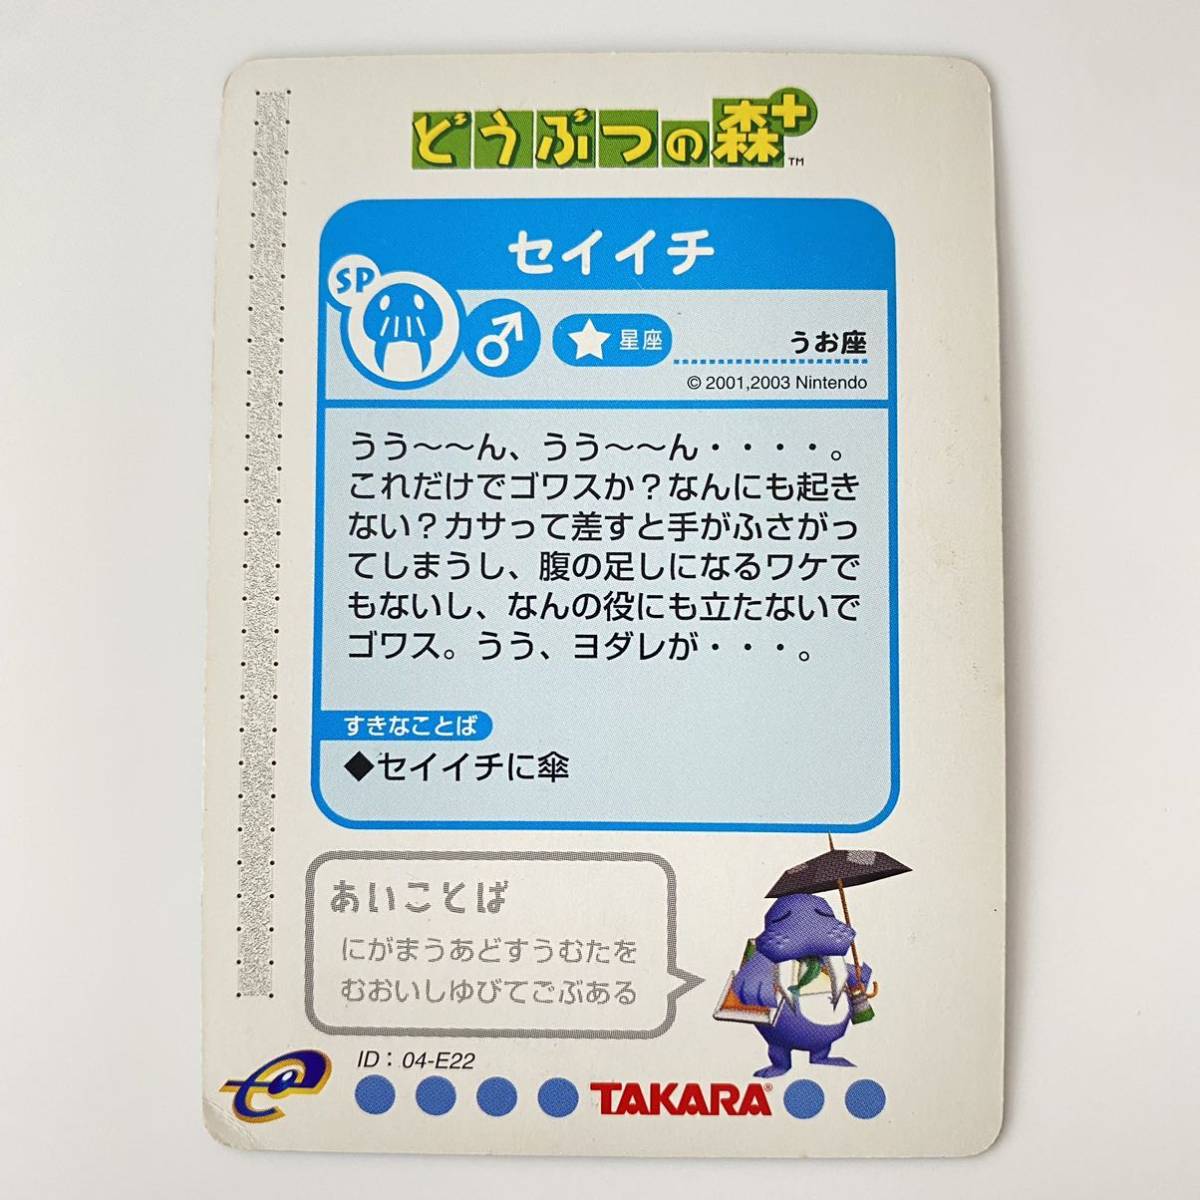 どうぶつの森+™
セイイチ
SP
星座
うお座
© 2001,2003 Nintendo
うう〜〜ん、うう〜〜ん・・・・。
これだけでゴワスか？なんにも起き
ない？カサって差すと手がふさがっ
てしまうし、腹の足しになるワケで
もないし、なんの役にも立たないで
ゴワス。うう、ヨダレが・・・。
すきなことば
◆セイイチに傘
あいことば
にがまうあどすうむたを
むおいしゆびてごぶある
ID：04-E22
e
TAKARA®